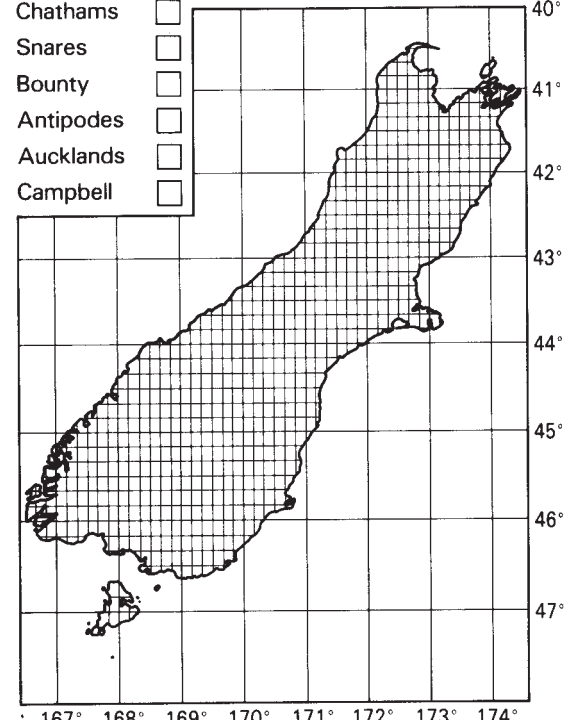 Chathams
Snares
Bounty
Antipodes
Aucklands
Campbell
40°
41°
42°
43°
44°
45°
46°
47°
167° 168° 169° 170° 171° 172° 173° 174°